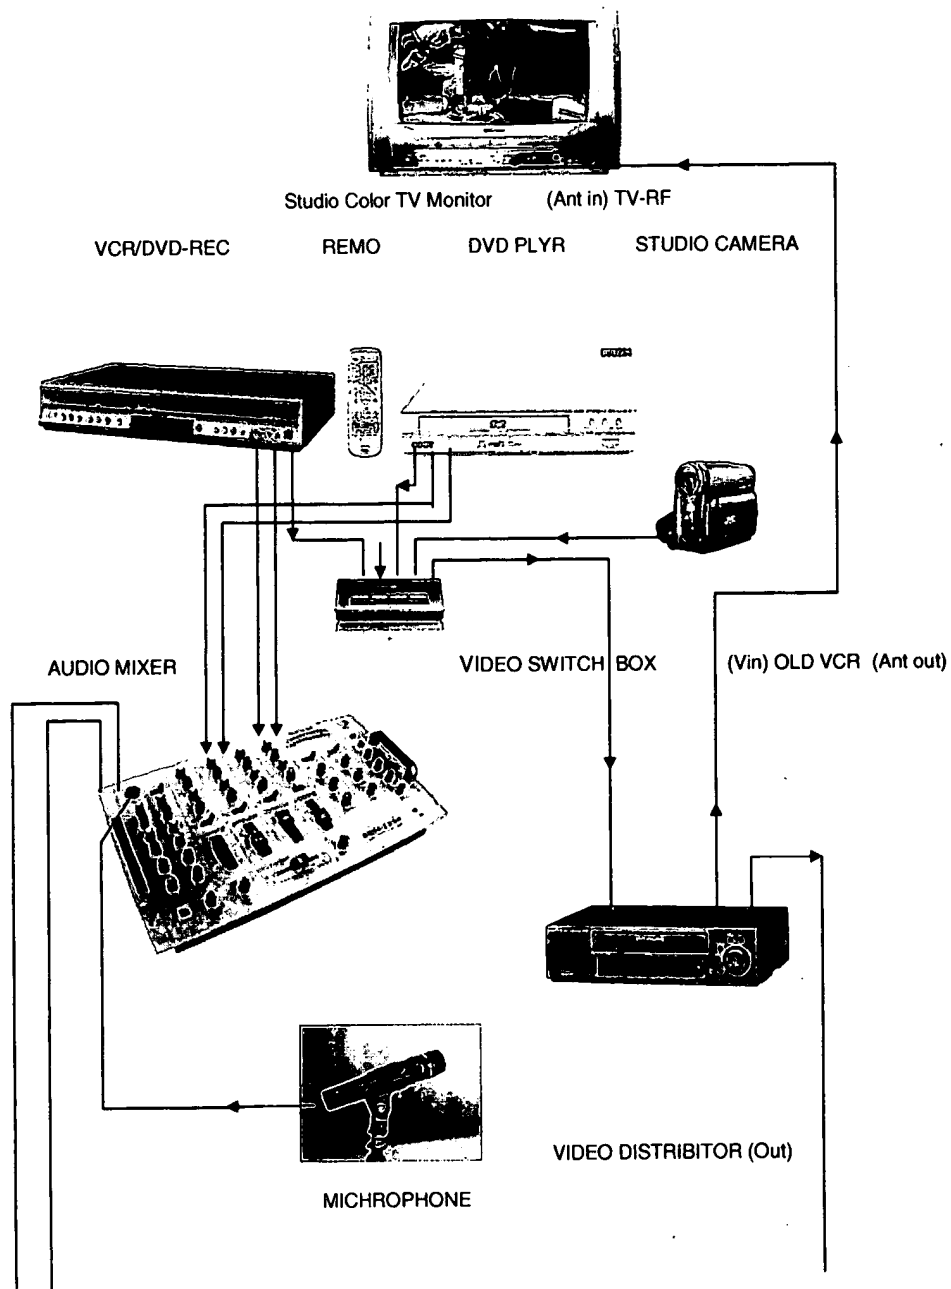 Studio Color TV Monitor (Ant in) TV-RF
VCR/DVD-REC REMO DVD PLYR STUDIO CAMERA
JVC
AUDIO MIXER VIDEO SWITCH BOX (Vin) OLD VCR (Ant out)
VIDEO DISTRIBITOR (Out)
MICHROPHONE